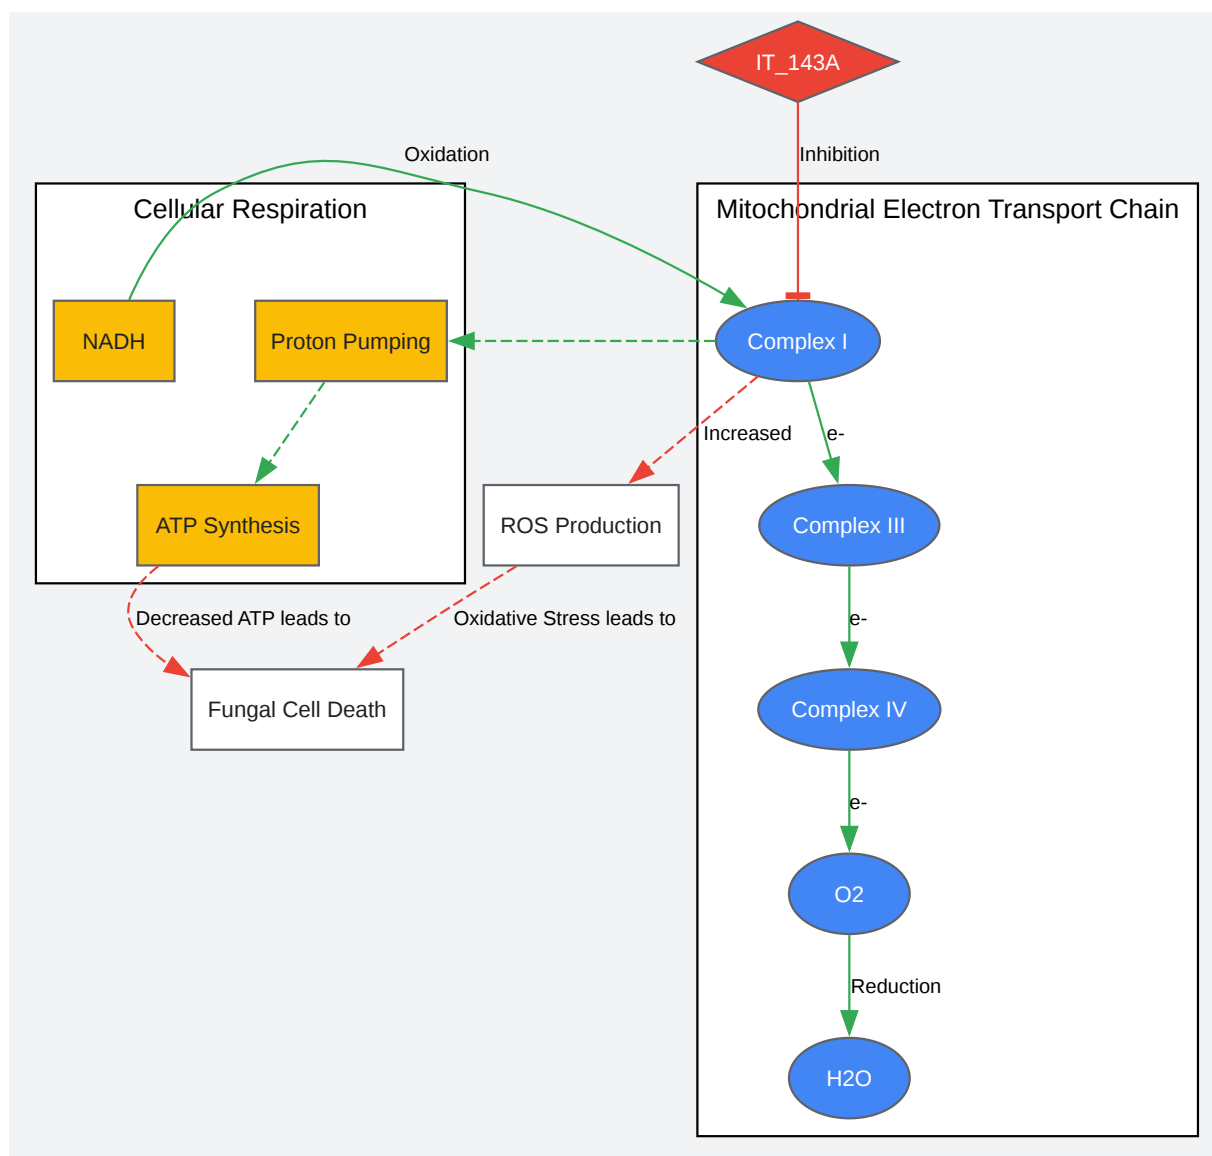 IT_143A
Oxidation
Inhibition
Cellular Respiration
Mitochondrial Electron Transport Chain
NADH
Proton Pumping
Complex I
Increased
e-
ATP Synthesis
ROS Production
Complex III
Decreased ATP leads to
Oxidative Stress leads to
e-
Fungal Cell Death
Complex IV
e-
O2
Reduction
H2O